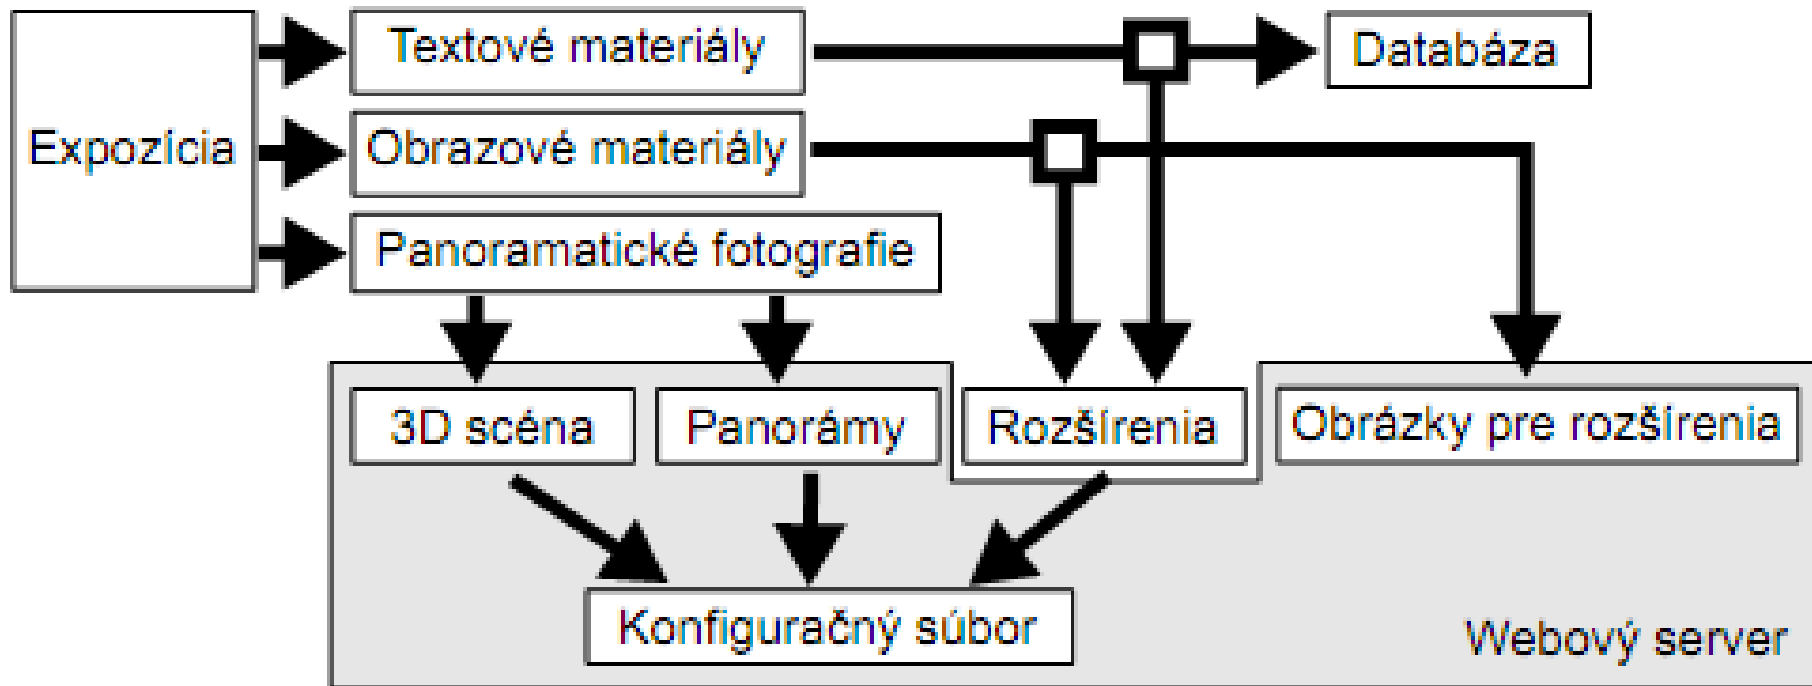 Expozícia
Textové materiály
Databáza
Obrazové materiály
Panoramatické fotografie
3D scéna
Panorámy
Rozšírenia
Obrázky pre rozšírenia
Konfiguračný súbor
Webový server